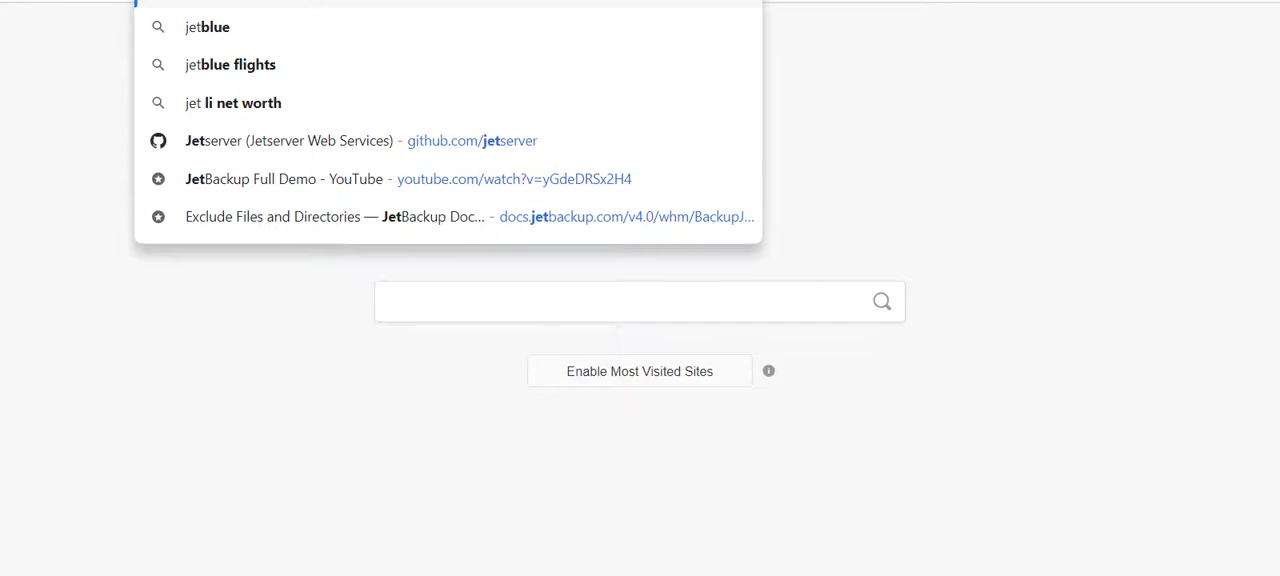 jetblue
jetblue flights
jet li net worth
Jetserver (Jetserver Web Services) - github.com/jetserver
JetBackup Full Demo - YouTube - youtube.com/watch?v=yGdeDRSx2H4
Exclude Files and Directories — JetBackup Doc... - docs.jetbackup.com/v4.0/whm/BackupJ...
Enable Most Visited Sites